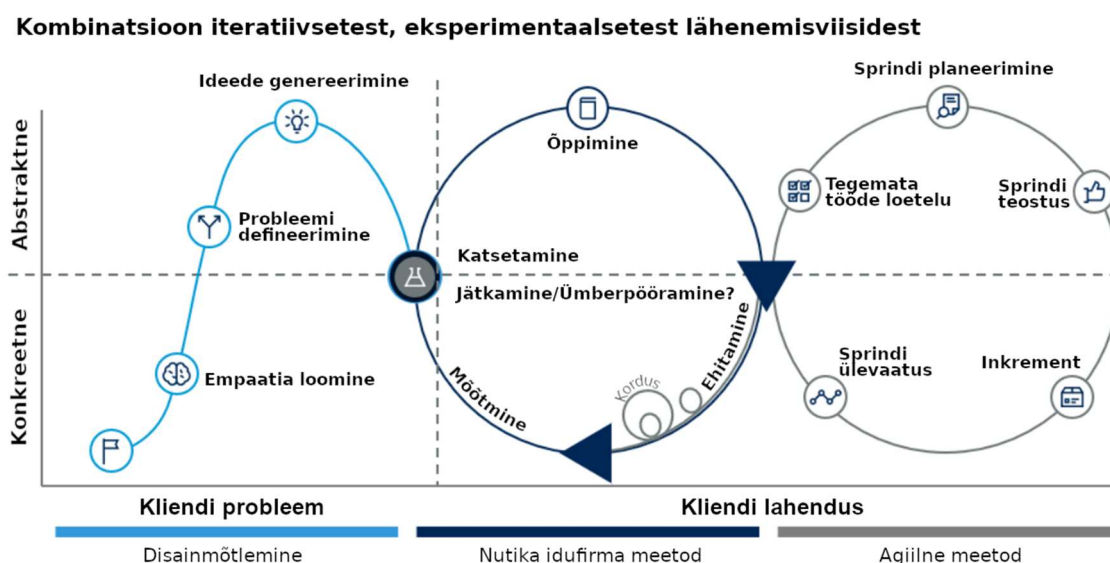 Kombinatsioon iteratiivsetest, eksperimentaalsetest lähenemisviisidest
Abstraktne
Konkreetne
Ideede genereerimine
Probleemi
defineerimine
Empaatia loomine
Õppimine
Katsetamine
Jätkamine/Ümberpööramine?
Mõõtmine
Kordus
Ehitamine
Sprindi planeerimine
Tegemata
tööde loetelu
Sprindi
teostus
Sprindi
ülevaatus
Inkrement
Kliendi probleem
Kliendi lahendus
Disainmõtlemine
Nutika idufirma meetod
Agiilne meetod